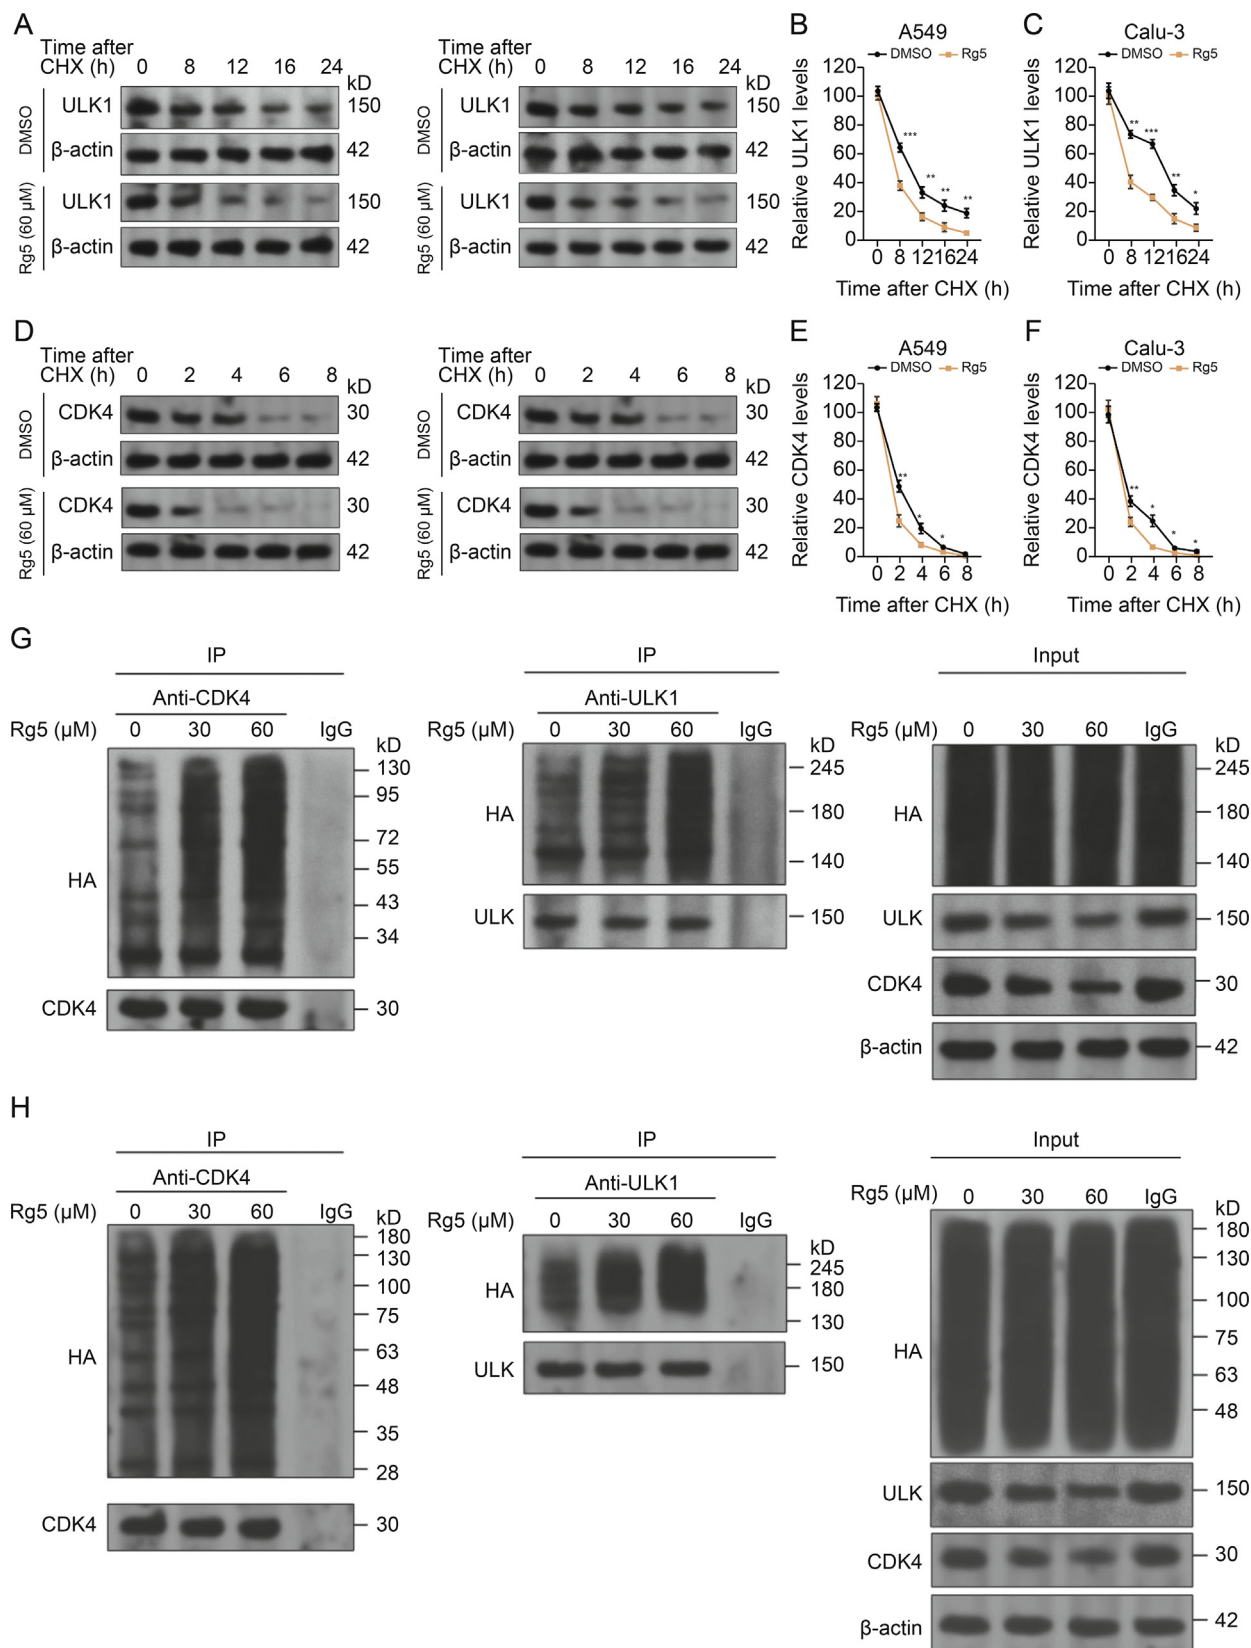 A
Time after
CHX (h) 0 8 12 16 24
kD
DMSO
ULK1 150
β-actin 42
Rg5 (60 μM)
ULK1 150
β-actin 42
Time after
CHX (h) 0 8 12 16 24
kD
DMSO
ULK1 150
β-actin 42
Rg5 (60 μM)
ULK1 150
β-actin 42
B
A549
DMSO Rg5
Relative ULK1 levels
120
100
80
60
40
20
0
*** ** ** **
0 8 12 16 24
Time after CHX (h)
C
Calu-3
DMSO Rg5
Relative ULK1 levels
120
100
80
60
40
20
0
** *** ** *
0 8 12 16 24
Time after CHX (h)
D
Time after
CHX (h) 0 2 4 6 8
kD
DMSO
CDK4 30
β-actin 42
Rg5 (60 μM)
CDK4 30
β-actin 42
Time after
CHX (h) 0 2 4 6 8
kD
DMSO
CDK4 30
β-actin 42
Rg5 (60 μM)
CDK4 30
β-actin 42
E
A549
DMSO Rg5
Relative CDK4 levels
120
100
80
60
40
20
0
** * *
0 2 4 6 8
Time after CHX (h)
F
Calu-3
DMSO Rg5
Relative CDK4 levels
120
100
80
60
40
20
0
** * * *
0 2 4 6 8
Time after CHX (h)
G
IP
Anti-CDK4
Rg5 (μM) 0 30 60 IgG
kD
130
95
72
55
HA
43
34
CDK4 30
IP
Anti-ULK1
Rg5 (μM) 0 30 60 IgG
kD
245
HA 180
140
ULK 150
Input
Rg5 (μM) 0 30 60 IgG
kD
245
HA 180
140
ULK 150
CDK4 30
β-actin 42
H
IP
Anti-CDK4
Rg5 (μM) 0 30 60 IgG
kD
180
130
100
75
HA 63
48
35
28
CDK4 30
IP
Anti-ULK1
Rg5 (μM) 0 30 60 IgG
kD
245
HA 180
130
ULK 150
Input
Rg5 (μM) 0 30 60 IgG
kD
180
130
100
75
HA
63
48
ULK 150
CDK4 30
β-actin 42